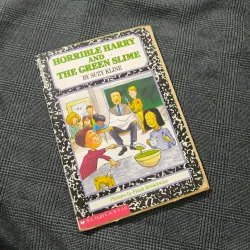 HORRIBLE HARRY
AND
THE GREEN SLIME
BY SUZY KLINE
SCHOLASTIC